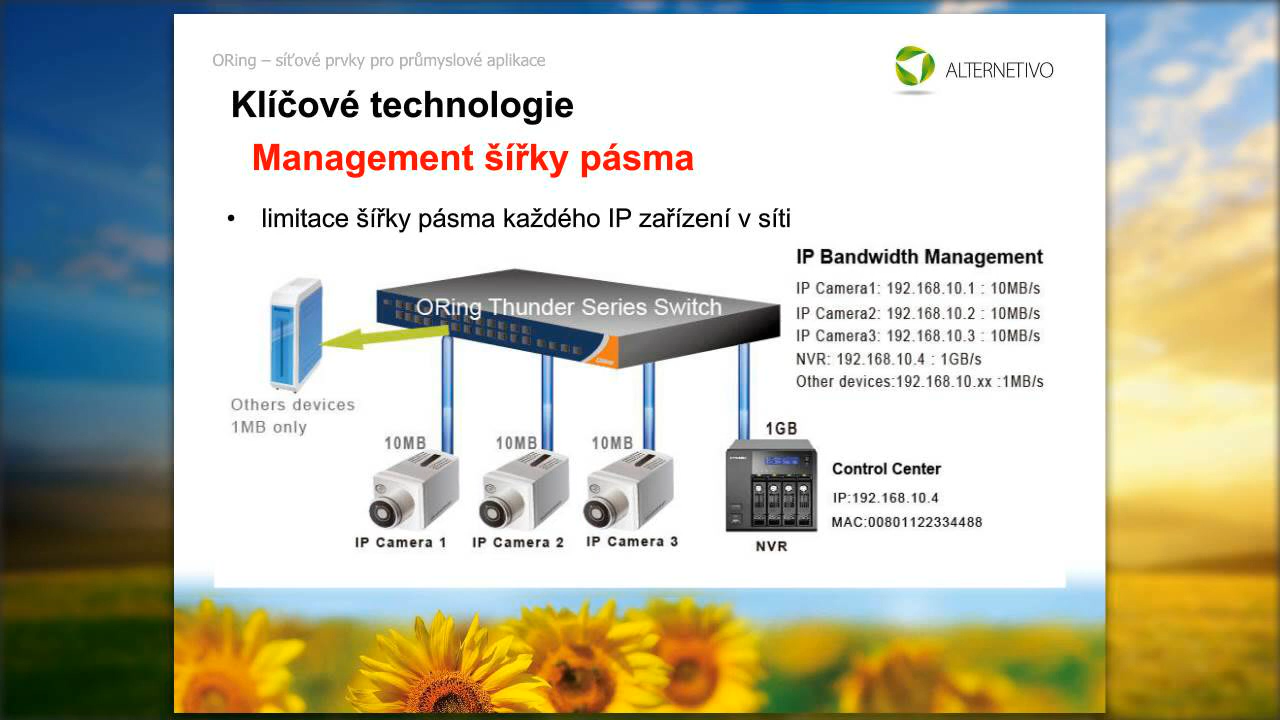 ORing – síťové prvky pro průmyslové aplikace
ALTERNETIVO
Klíčové technologie
Management šířky pásma
• limitace šířky pásma každého IP zařízení v síti
IP Bandwidth Management
IP Camera1: 192.168.10.1 : 10MB/s
IP Camera2: 192.168.10.2 : 10MB/s
IP Camera3: 192.168.10.3 : 10MB/s
NVR: 192.168.10.4 : 1GB/s
Other devices:192.168.10.xx :1MB/s
ORing Thunder Series Switch
Others devices
1MB only
10MB
10MB
10MB
1GB
Control Center
IP:192.168.10.4
MAC:00801122334488
IP Camera 1
IP Camera 2
IP Camera 3
NVR